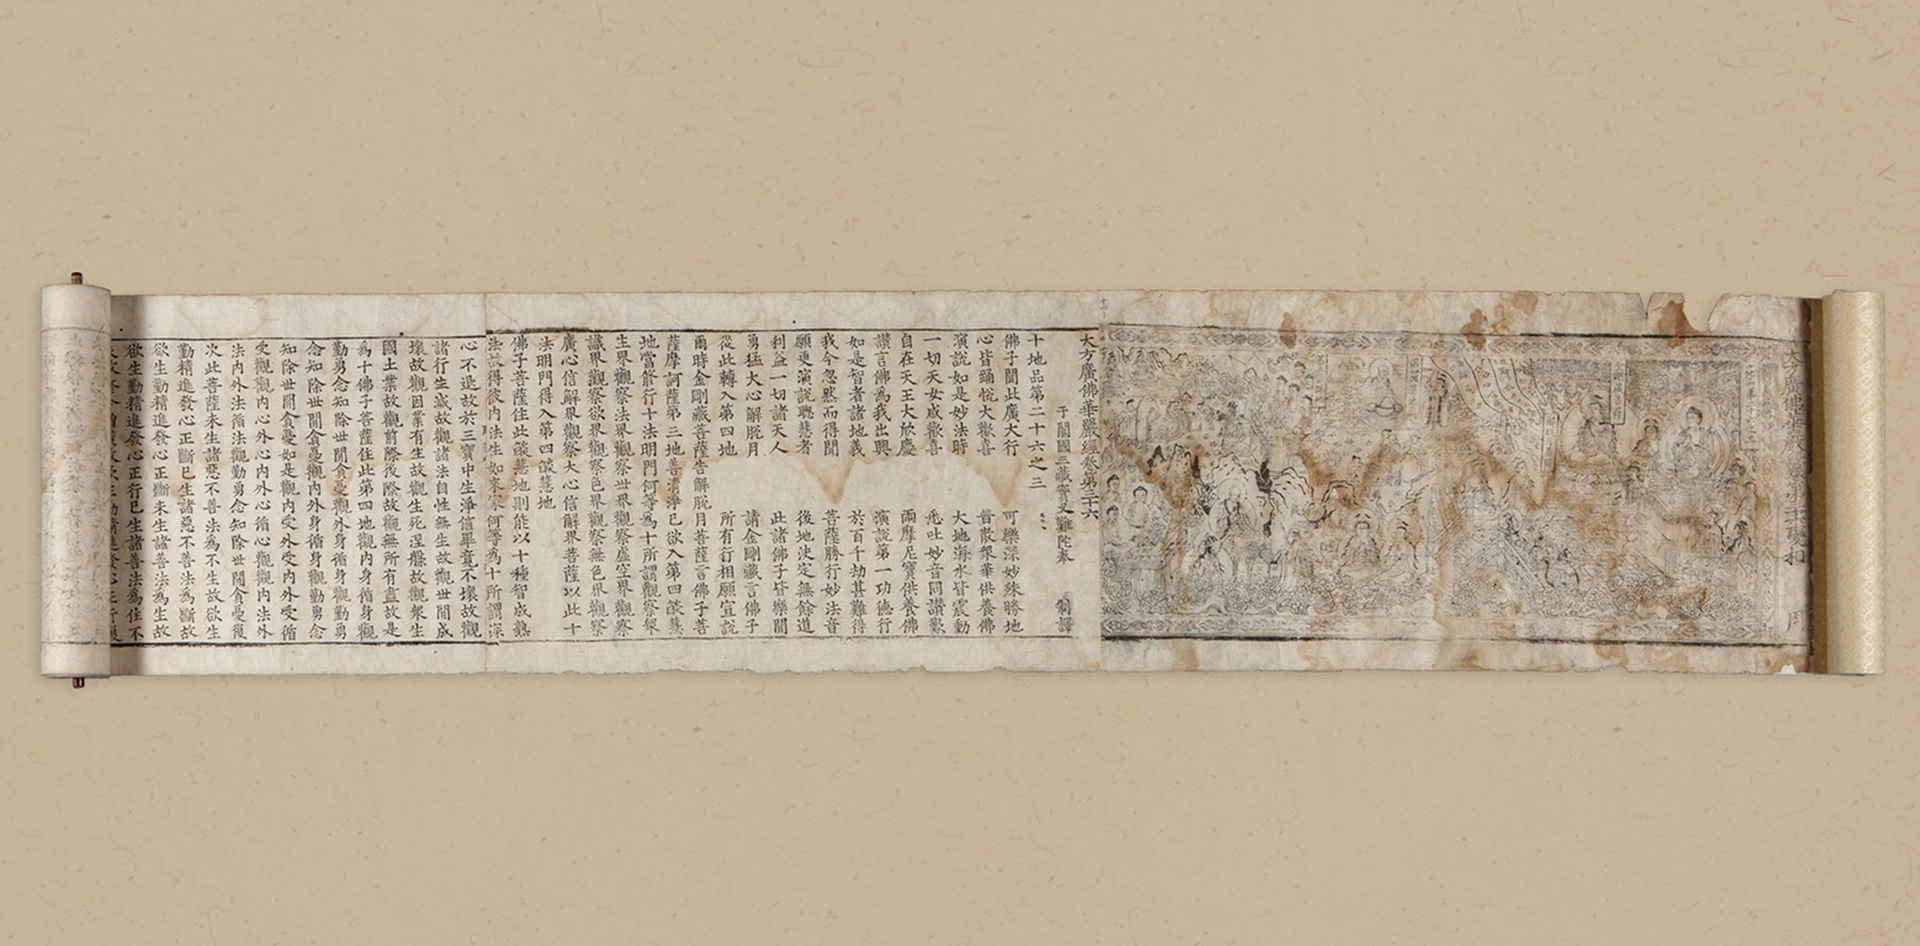 大方廣佛華嚴經卷第三十六
于闐國三藏實叉難陀奉 制譯
十地品第二十六之三
佛子聞此廣大行 可樂深妙殊勝地
心皆踊悅大歡喜 普散衆華供養佛
演說如是妙法時 大地海水皆震動
一切天女咸歡喜 悉吐妙音同讚歎
自在天王大欣慶 雨摩尼寶供養佛
讚言佛為我出興 演說第一功德行
如是智者諸地義 於百千劫甚難得
我今忽然而得聞 菩薩勝行妙法音
願更演說聰慧者 後地決定無餘道
利益一切諸天人 此諸佛子皆樂聞
勇猛大心解脫月 請金剛藏言佛子
從此轉入第四地 所有行相願宣說
爾時金剛藏菩薩告解脫月菩薩言佛子菩
薩摩訶薩第三地善清淨已欲入第四焰慧
地當修行十法明門何等為十所謂觀察衆
生界觀察法界觀察世界觀察虛空界觀察
識界觀察欲界觀察色界觀察無色界觀察
廣心信解界觀察大心信解界菩薩以此十
法明門得入第四焰慧地
佛子菩薩住此焰慧地則能以十種智成熟
法故得彼內法生如來家何等為十所謂深
心不退故於三寶中生淨信畢竟不壞故觀
諸行生滅故觀諸法自性無生故觀世間成
壞故觀因業有生故觀生死涅槃故觀衆生
國土業故觀前際後際故觀無所有盡故是
為十佛子菩薩住此第四地觀內身循身觀
勤勇念知除世間貪憂觀外身循身觀勤勇
念知除世間貪憂觀內外身循身觀勤勇念
知除世間貪憂如是觀內受外受內外受循
受觀觀內心外心內外心循心觀觀內法外
法內外法循法觀勤勇念知除世間貪憂復
次此菩薩未生諸惡不善法為不生故欲生
勤精進發心正斷已生諸惡不善法為斷故
欲生勤精進發心正斷未生諸善法為生故
欲生勤精進發心正行已生諸善法為住不